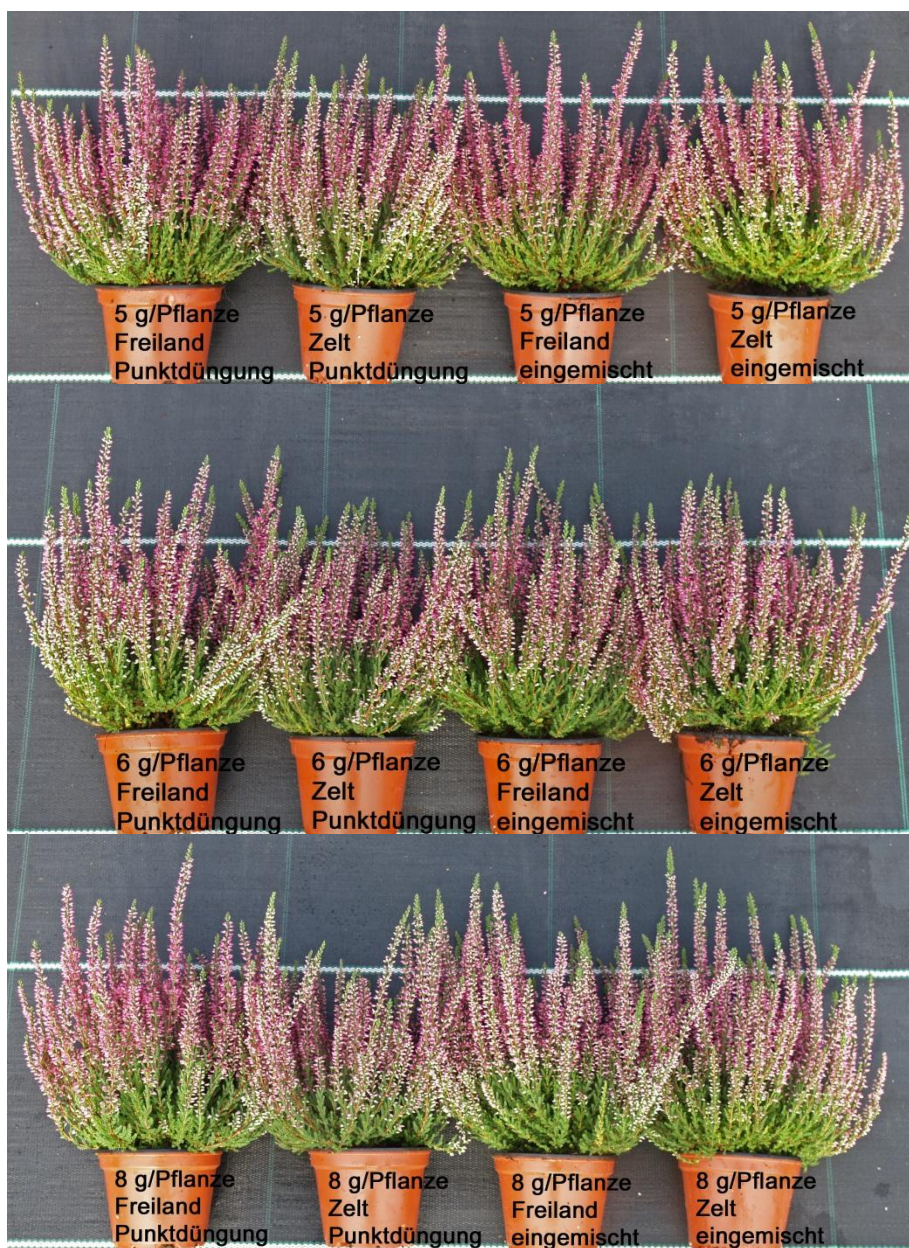 5 g/Pflanze
Freiland
Punktdüngung
5 g/Pflanze
Zelt
Punktdüngung
5 g/Pflanze
Freiland
eingemischt
5 g/Pflanze
Zelt
eingemischt
6 g/Pflanze
Freiland
Punktdüngung
6 g/Pflanze
Zelt
Punktdüngung
6 g/Pflanze
Freiland
eingemischt
6 g/Pflanze
Zelt
eingemischt
8 g/Pflanze
Freiland
Punktdüngung
8 g/Pflanze
Zelt
Punktdüngung
8 g/Pflanze
Freiland
eingemischt
8 g/Pflanze
Zelt
eingemischt